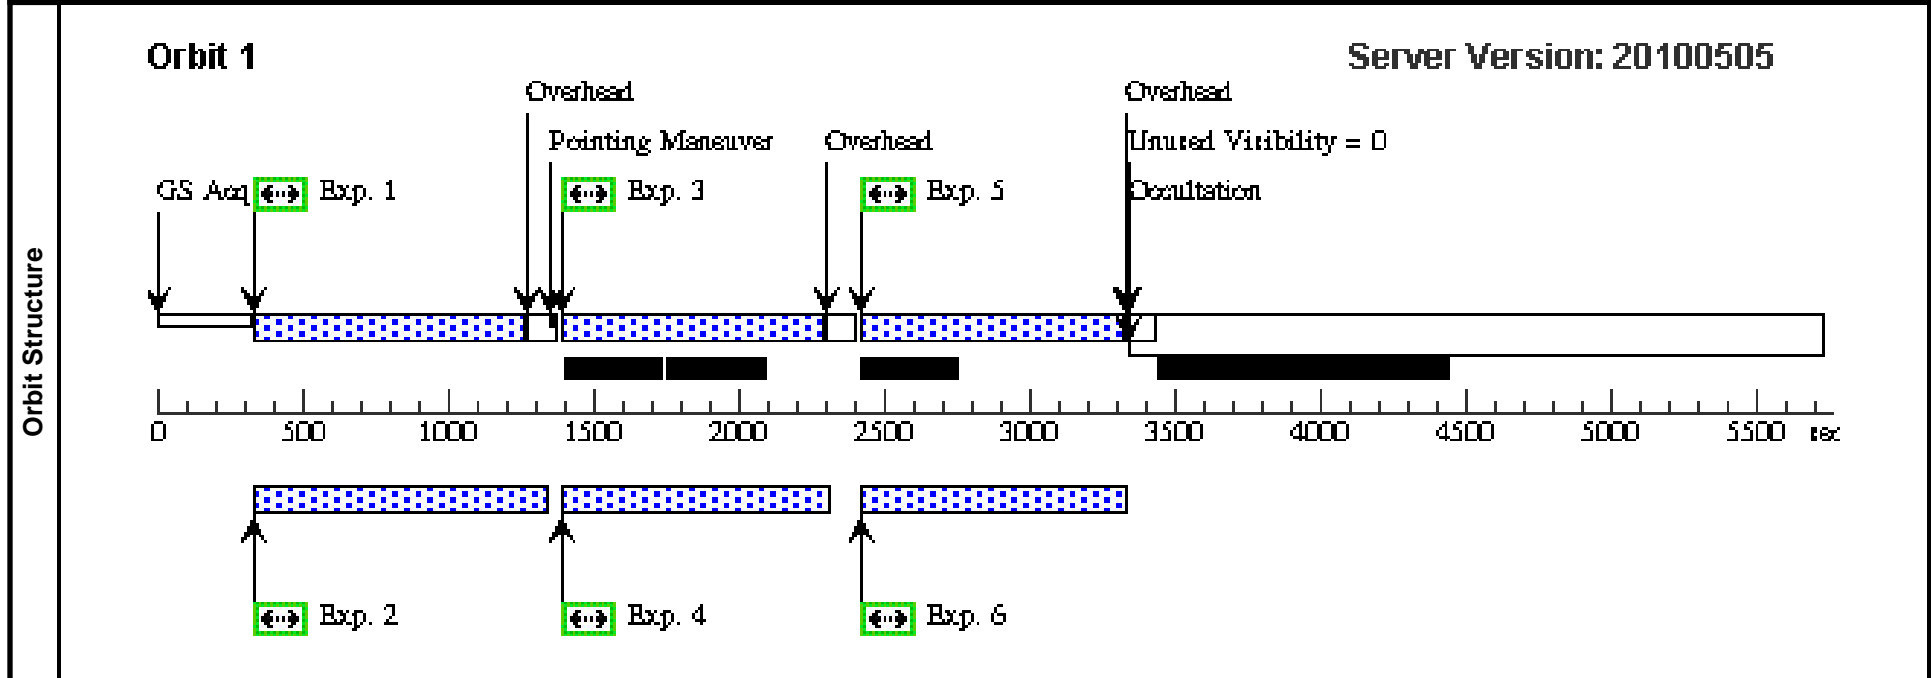 Orbit 1
Server Version: 20100505
Overhead
Overhead
Pointing Maneuver
Overhead
Unused Visibility = 0
GS Acq
Exp. 1
Exp. 3
Exp. 5
Occultation
Orbit Structure
0
500
1000
1500
2000
2500
3000
3500
4000
4500
5000
5500
sec
Exp. 2
Exp. 4
Exp. 6